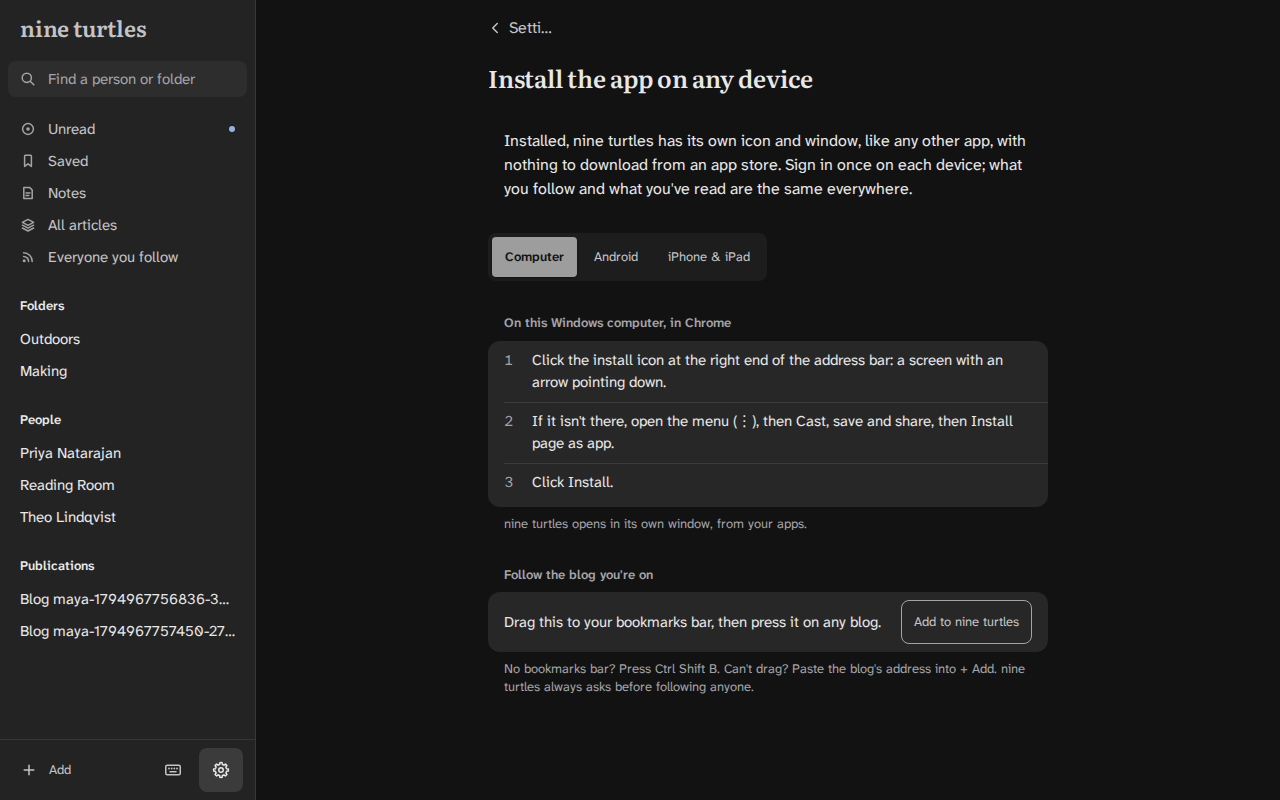 nine turtles
Find a person or folder
Unread
Saved
Notes
All articles
Everyone you follow
Folders
Outdoors
Making
People
Priya Natarajan
Reading Room
Theo Lindqvist
Publications
Blog maya-1794967756836-3...
Blog maya-1794967757450-27...
Add
Setti...
Install the app on any device
Installed, nine turtles has its own icon and window, like any other app, with
nothing to download from an app store. Sign in once on each device; what
you follow and what you've read are the same everywhere.
Computer Android iPhone & iPad
On this Windows computer, in Chrome
1 Click the install icon at the right end of the address bar: a screen with an
arrow pointing down.
2 If it isn't there, open the menu (⋮), then Cast, save and share, then Install
page as app.
3 Click Install.
nine turtles opens in its own window, from your apps.
Follow the blog you're on
Drag this to your bookmarks bar, then press it on any blog. Add to nine turtles
No bookmarks bar? Press Ctrl Shift B. Can't drag? Paste the blog's address into + Add. nine
turtles always asks before following anyone.